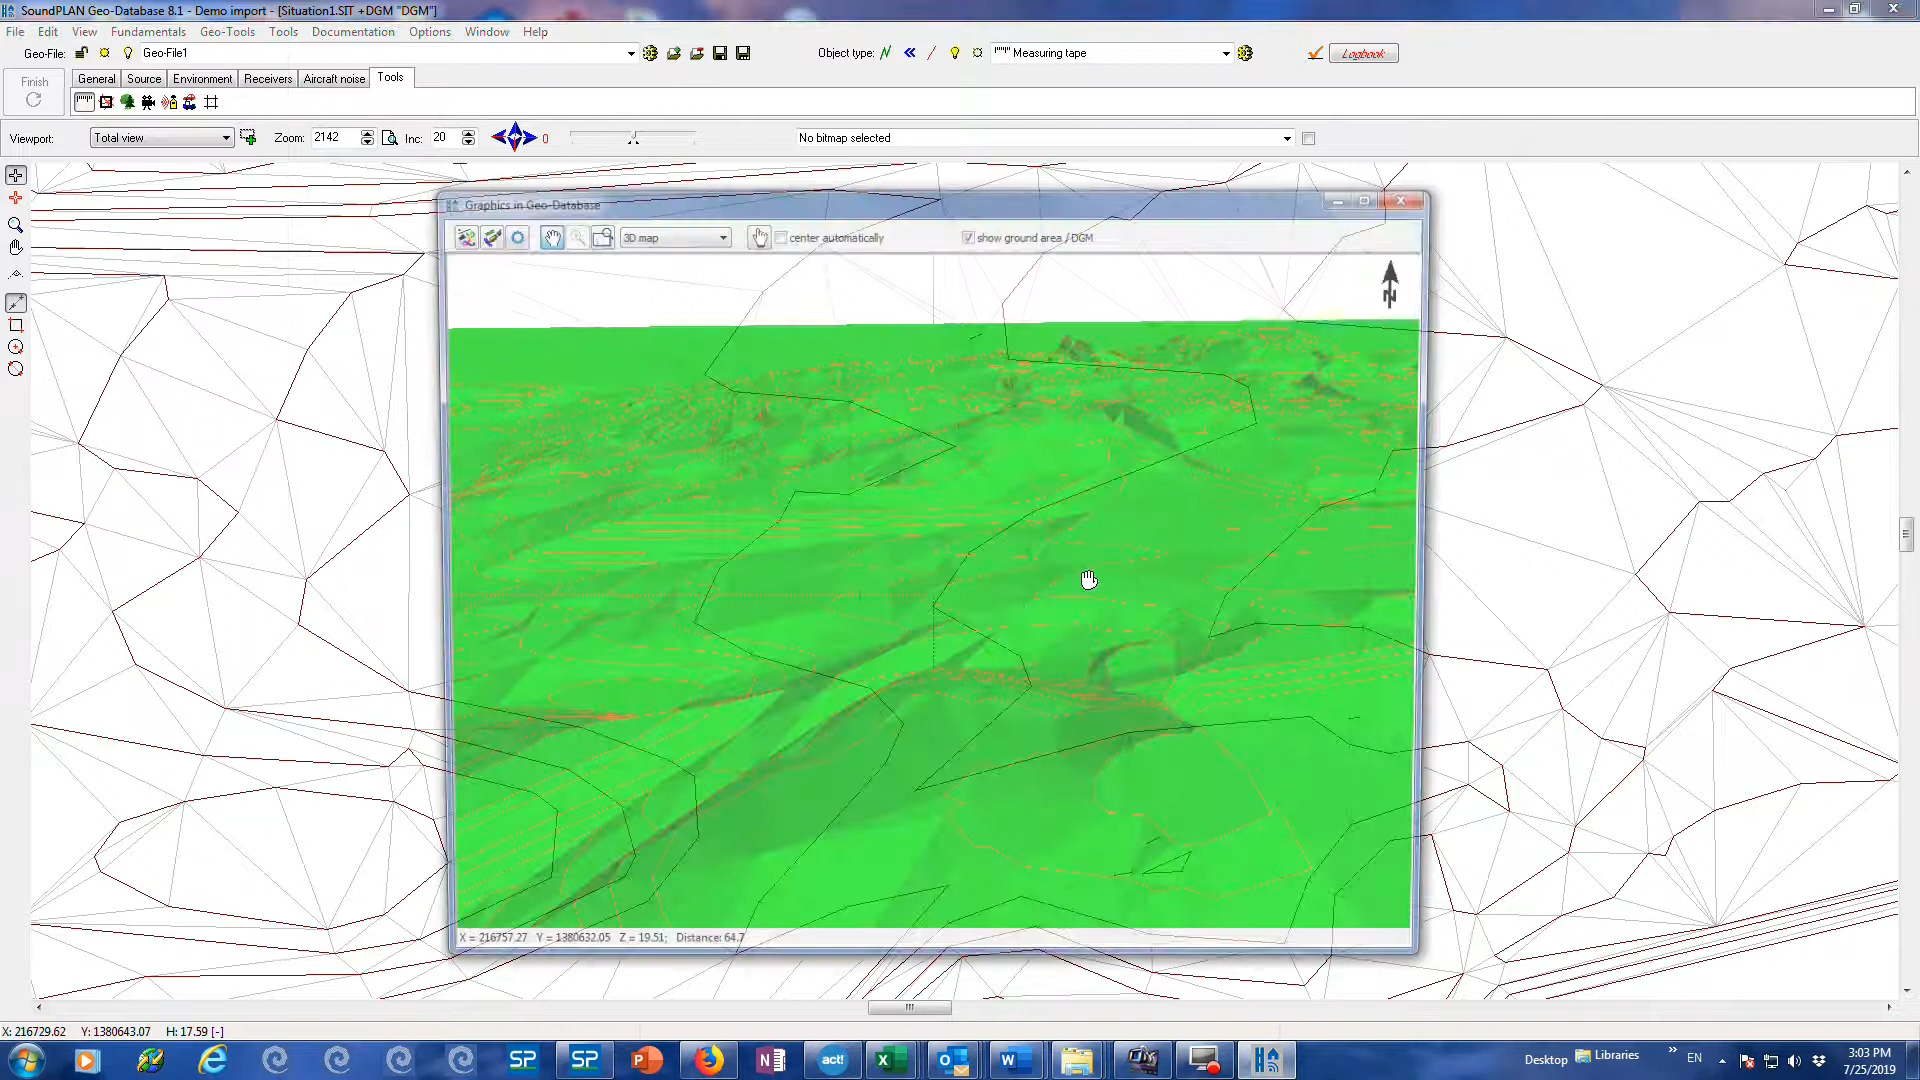 SoundPLAN Geo-Database 8.1 - Demo import - [Situation1.SIT +DGM "DGM"]
File Edit View Fundamentals Geo-Tools Tools Documentation Options Window Help
Geo-File: Geo-File1 Object type: Measuring tape Logbook
Finish General Source Environment Receivers Aircraft noise Tools
Viewport: Total view Zoom: 2142 Inc: 20 0 No bitmap selected
Graphics in Geo-Database
3D map center automatically show ground area / DGM
N
X = 216757.27 Y = 1380632.05 Z = 19.51; Distance: 64.7
X: 216729.62 Y: 1380643.07 H: 17.59 [-]
SP SP P N act! X O W Desktop Libraries » EN 3:03 PM
7/25/2019